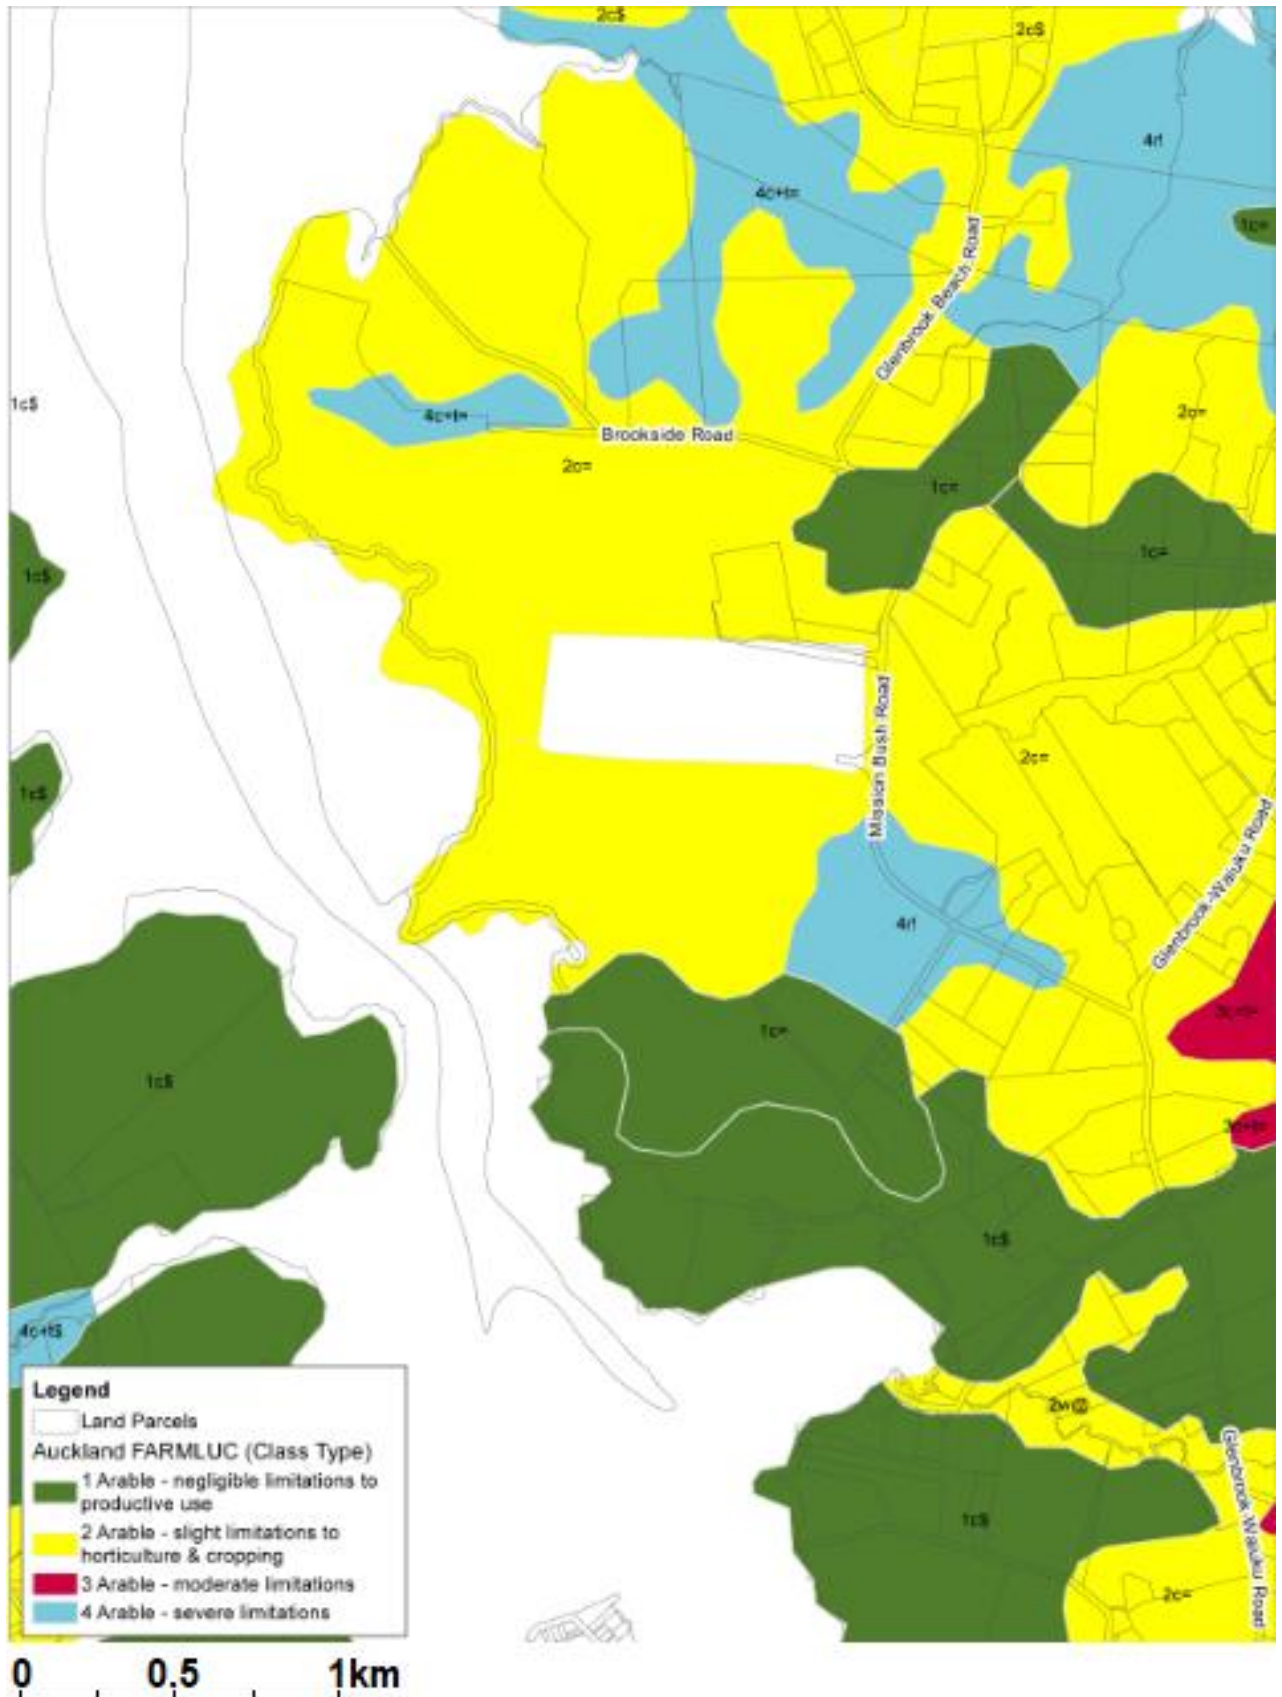 2c$
2c$
4r!
4c+t=
1c=
Glenbrook Beach Road
1c$
4c+t=
2c=
Brookside Road
2c=
1c=
1c=
1c$
Mission Bush Road
2c=
1c$
Glenbrook-Waiuku Road
4r!
1c=
1c$
1c$
4c+t$
2w@
Glenbrook-Waiuku Road
1c$
2c=
Legend
Land Parcels
Auckland FARMLUC (Class Type)
1 Arable - negligible limitations to
productive use
2 Arable - slight limitations to
horticulture & cropping
3 Arable - moderate limitations
4 Arable - severe limitations
0 0.5 1km